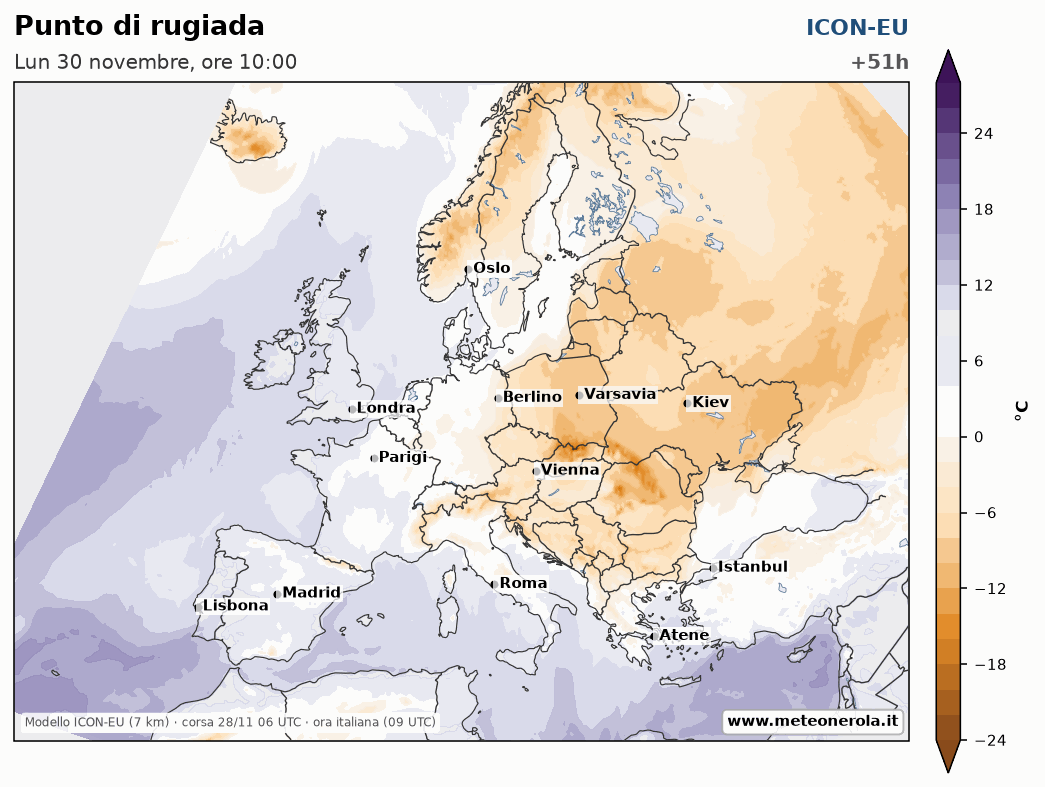 Punto di rugiada
ICON-EU
Lun 30 novembre, ore 10:00
+51h
Oslo
Berlino
Varsavia
Kiev
Londra
Parigi
Vienna
Istanbul
Roma
Madrid
Lisbona
Atene
Modello ICON-EU (7 km) · corsa 28/11 06 UTC · ora italiana (09 UTC)
www.meteonerola.it
24
18
12
6
0
−6
−12
−18
−24
°C